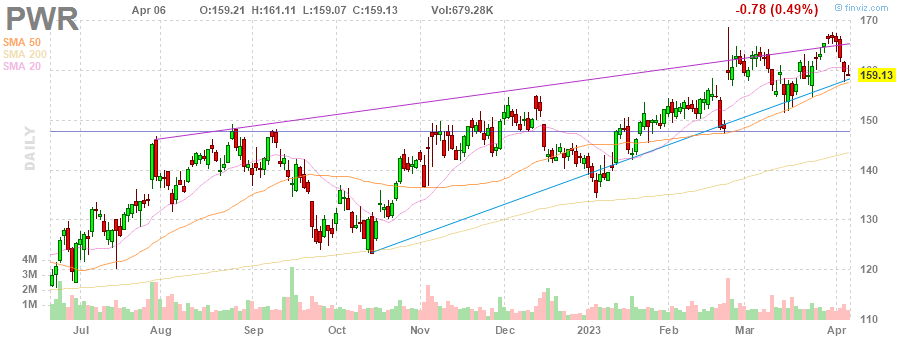 PWR
Apr 06 O:159.21 H:161.11 L:159.07 C:159.13 Vol:679.28K -0.78 (0.49%) © finviz.com
SMA 50
SMA 200
SMA 20
DAILY
170
160
159.13
150
140
130
120
110
4M
3M
2M
1M
Jul Aug Sep Oct Nov Dec 2023 Feb Mar Apr